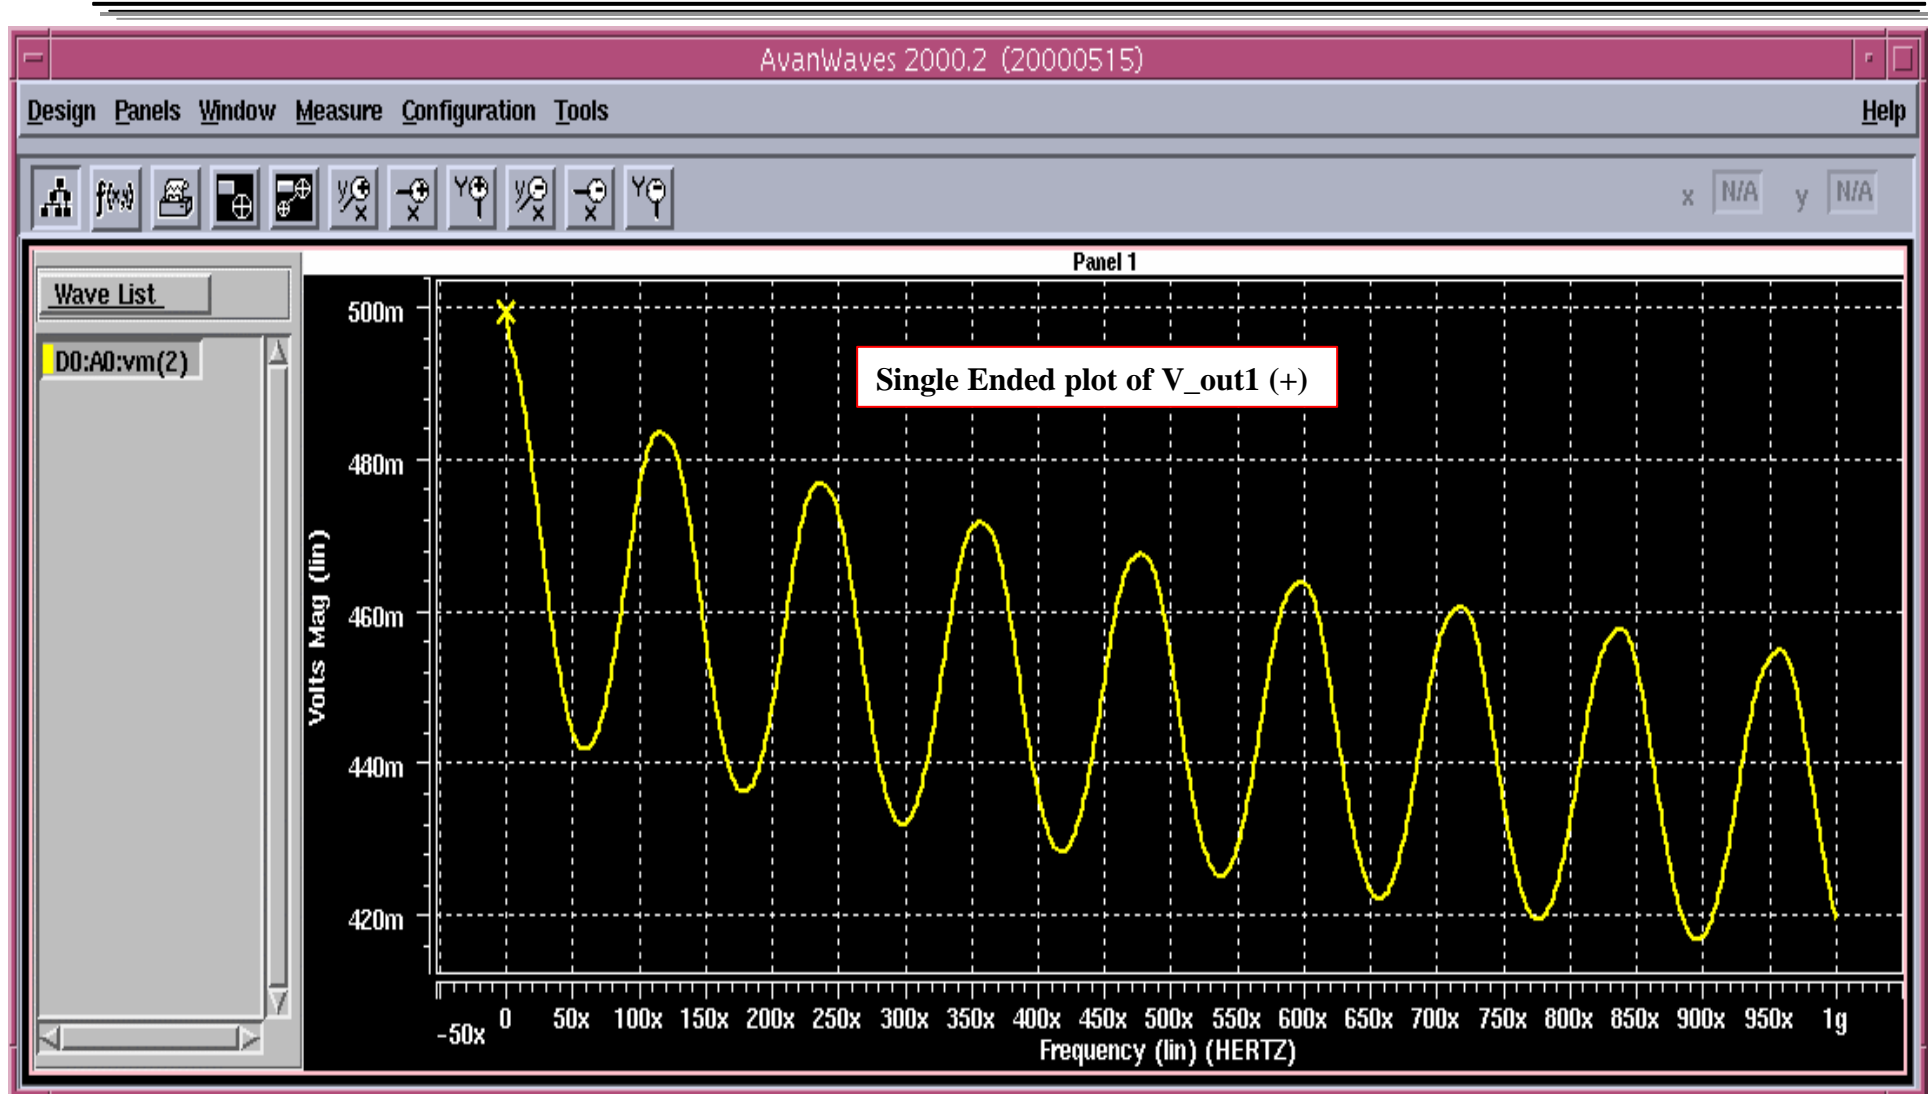 AvanWaves 2000.2 (20000515)
Design Panels Window Measure Configuration Tools Help
f(x,y) y x x Y y x x Y x N/A y N/A
Panel 1
Wave List
D0:A0:vm(2)
Single Ended plot of V_out1 (+)
Volts Mag (lin)
500m
480m
460m
440m
420m
-50x 0 50x 100x 150x 200x 250x 300x 350x 400x 450x 500x 550x 600x 650x 700x 750x 800x 850x 900x 950x 1g
Frequency (lin) (HERTZ)